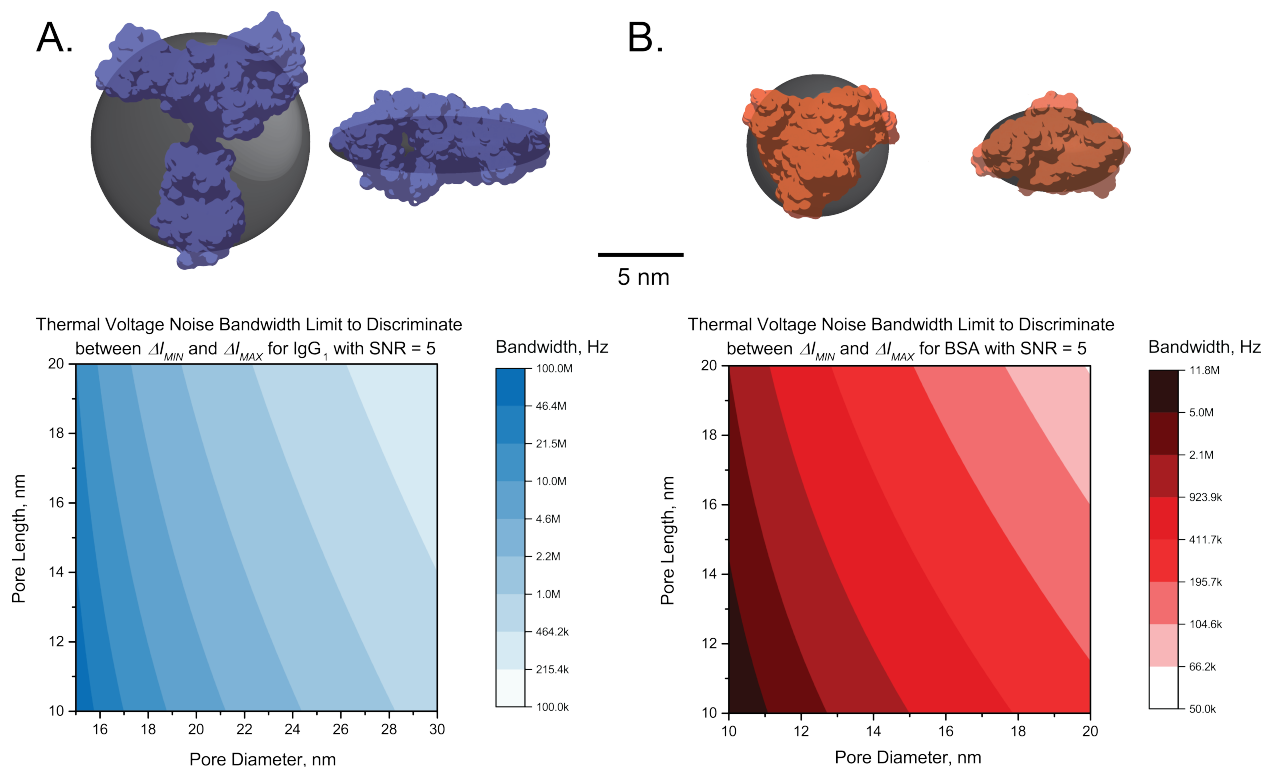 A.
B.
5 nm
Thermal Voltage Noise Bandwidth Limit to Discriminate
between ΔI_MIN and ΔI_MAX for IgG_1 with SNR = 5
Bandwidth, Hz
100.0M
46.4M
21.5M
10.0M
4.6M
2.2M
1.0M
464.2k
215.4k
100.0k
20
18
16
14
12
10
Pore Length, nm
16 18 20 22 24 26 28 30
Pore Diameter, nm
Thermal Voltage Noise Bandwidth Limit to Discriminate
between ΔI_MIN and ΔI_MAX for BSA with SNR = 5
Bandwidth, Hz
11.8M
5.0M
2.1M
923.9k
411.7k
195.7k
104.6k
66.2k
50.0k
20
18
16
14
12
10
Pore Length, nm
10 12 14 16 18 20
Pore Diameter, nm